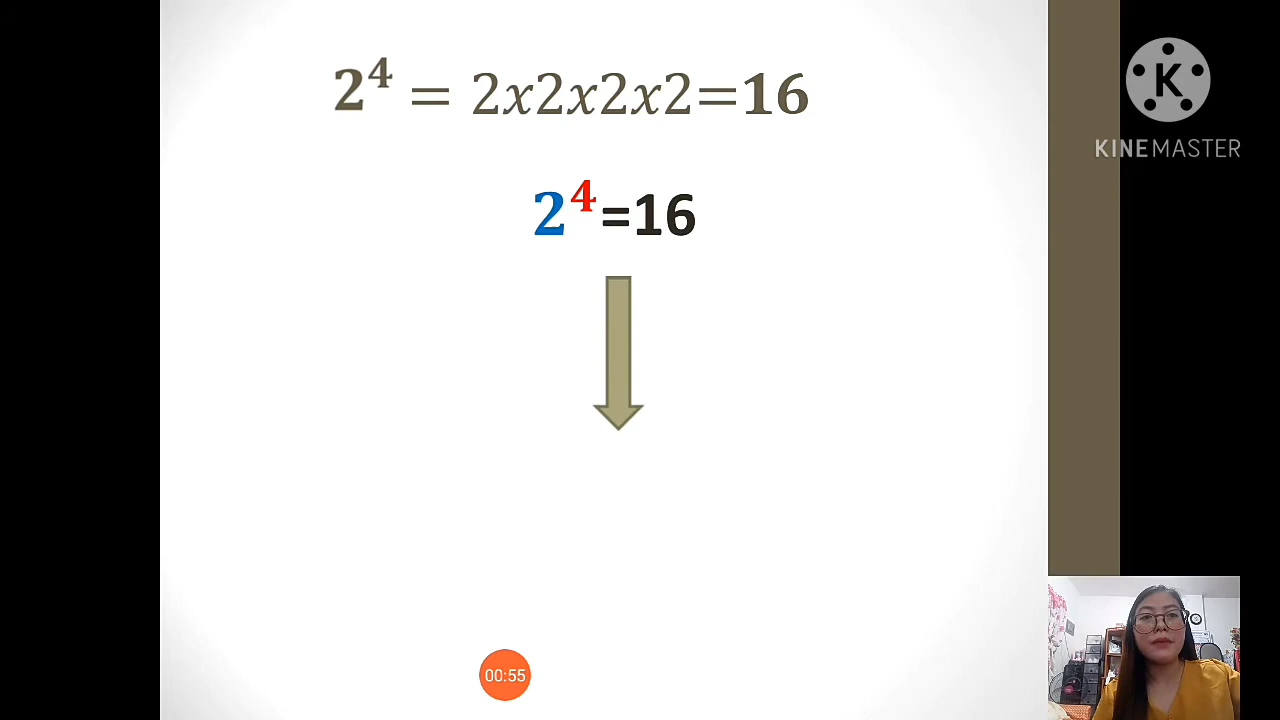 2⁴ = 2x2x2x2=16
K
KINEMASTER
2⁴=16
00:55